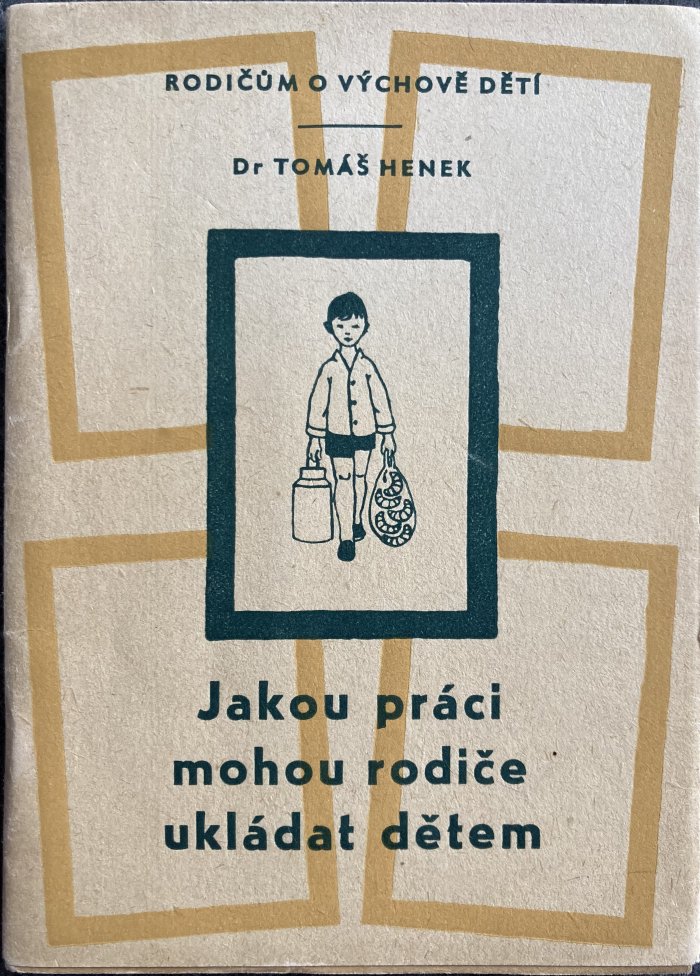 RODIČŮM O VÝCHOVĚ DĚTÍ
Dr TOMÁŠ HENEK
Jakou práci
mohou rodiče
ukládat dětem